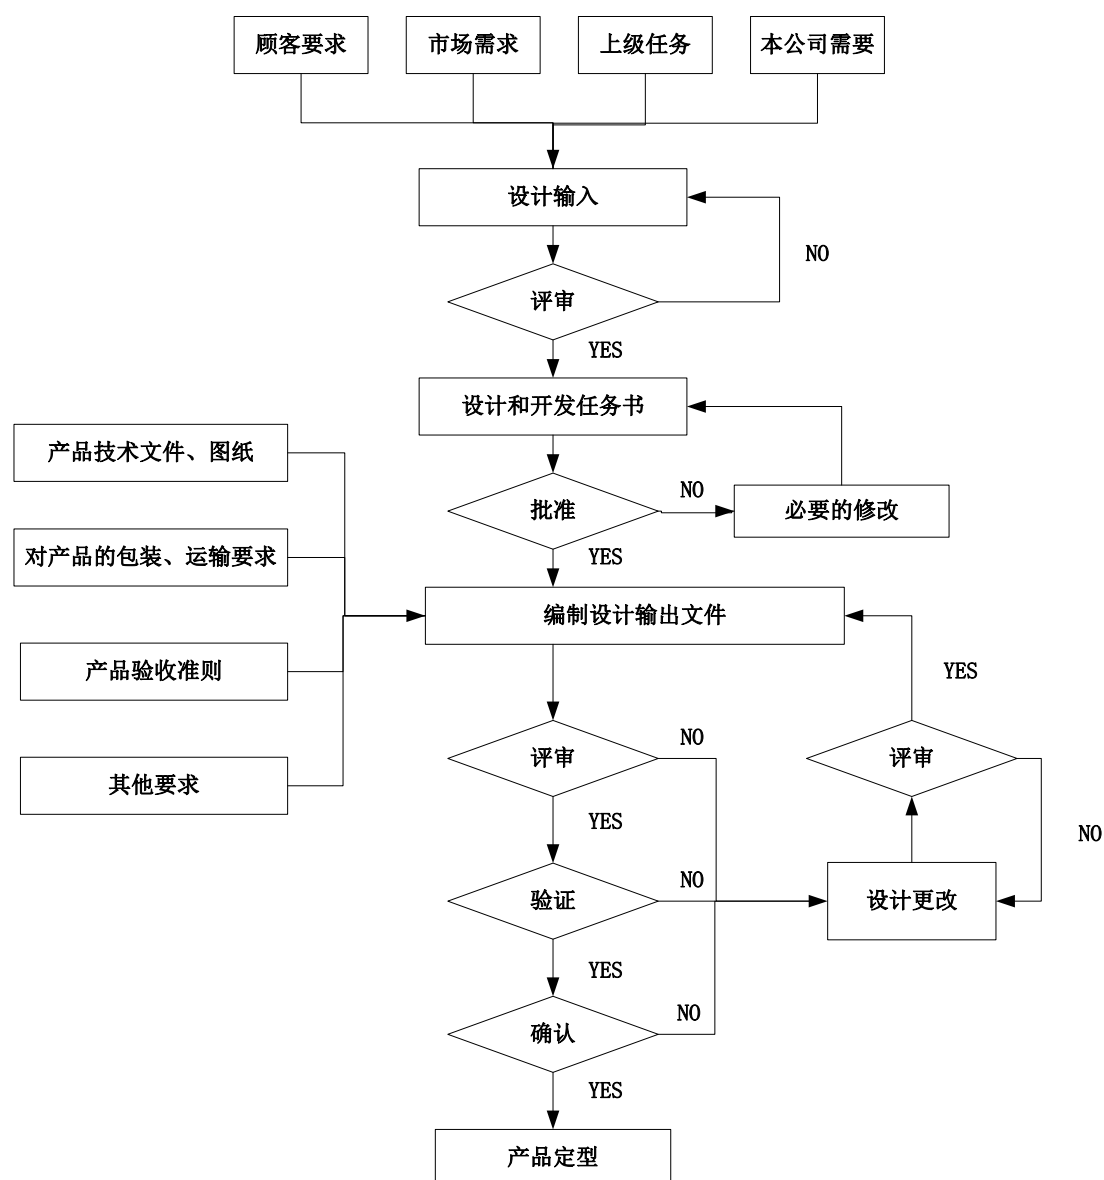 顾客要求
市场需求
上级任务
本公司需要
设计输入
NO
评审
YES
设计和开发任务书
产品技术文件、图纸
NO
批准
必要的修改
对产品的包装、运输要求
YES
编制设计输出文件
产品验收准则
YES
NO
评审
评审
其他要求
YES
NO
NO
验证
设计更改
YES
NO
确认
YES
产品定型